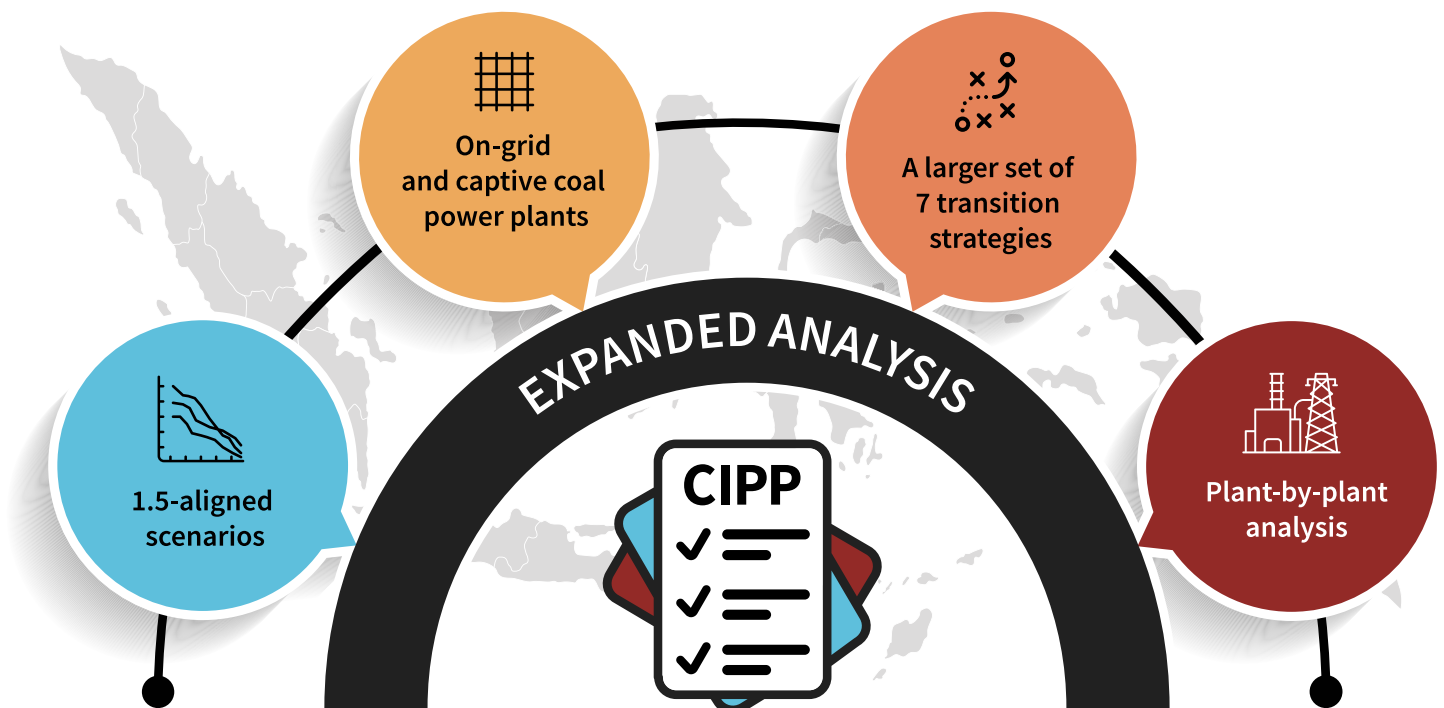 On-grid
and captive coal
power plants
A larger set of
7 transition
strategies
EXPANDED ANALYSIS
1.5-aligned
scenarios
CIPP
Plant-by-plant
analysis